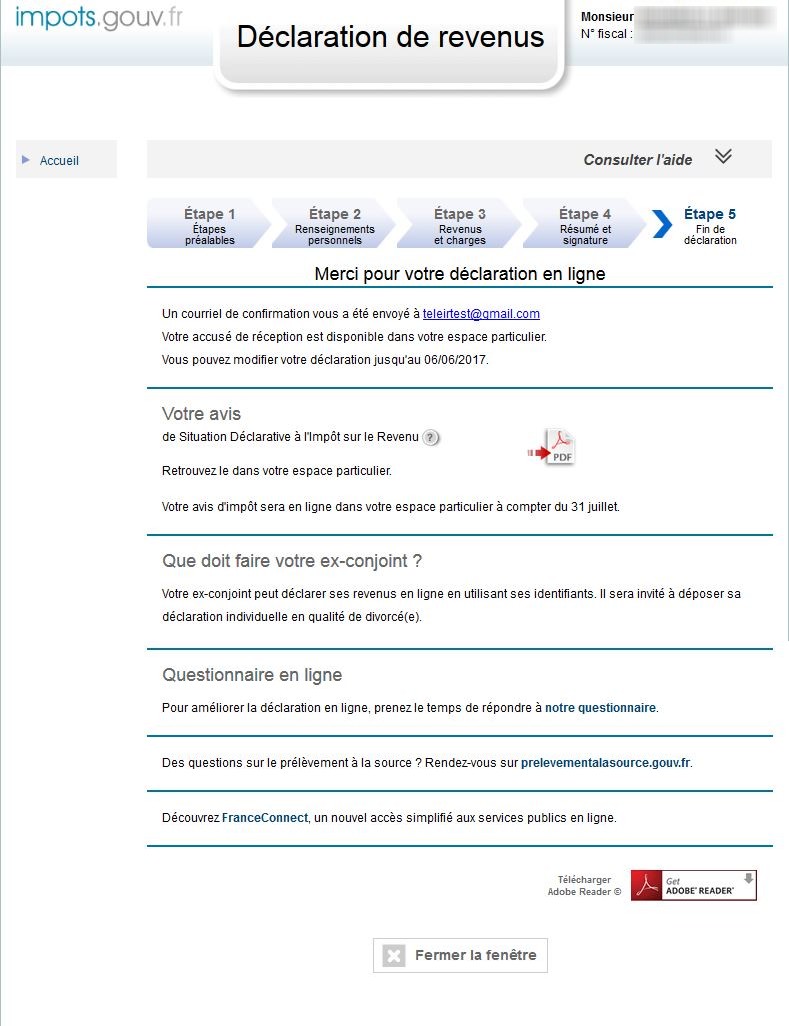 impots.gouv.fr
Déclaration de revenus
Monsieur
N° fiscal :
Accueil
Consulter l'aide
Étape 1
Étapes
préalables
Étape 2
Renseignements
personnels
Étape 3
Revenus
et charges
Étape 4
Résumé et
signature
Étape 5
Fin de
déclaration
Merci pour votre déclaration en ligne
Un courriel de confirmation vous a été envoyé à teleirtest@gmail.com
Votre accusé de réception est disponible dans votre espace particulier.
Vous pouvez modifier votre déclaration jusqu'au 06/06/2017.
Votre avis
de Situation Déclarative à l'Impôt sur le Revenu ?
PDF
Retrouvez le dans votre espace particulier.
Votre avis d'impôt sera en ligne dans votre espace particulier à compter du 31 juillet.
Que doit faire votre ex-conjoint ?
Votre ex-conjoint peut déclarer ses revenus en ligne en utilisant ses identifiants. Il sera invité à déposer sa
déclaration individuelle en qualité de divorcé(e).
Questionnaire en ligne
Pour améliorer la déclaration en ligne, prenez le temps de répondre à notre questionnaire.
Des questions sur le prélèvement à la source ? Rendez-vous sur prelevementalasource.gouv.fr.
Découvrez FranceConnect, un nouvel accès simplifié aux services publics en ligne.
Télécharger
Adobe Reader ©
Get
ADOBE® READER®
Fermer la fenêtre